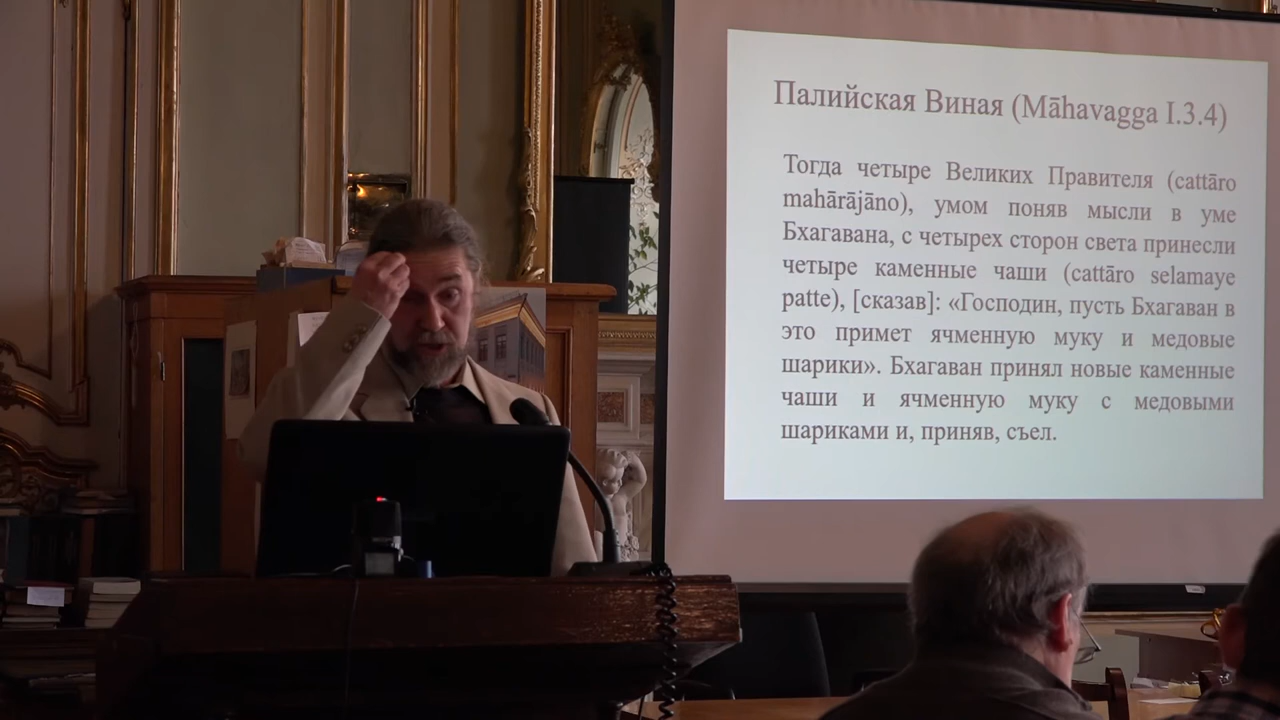 Палийская Виная (Māhavagga I.3.4)
Тогда четыре Великих Правителя (cattāro
mahārājāno), умом поняв мысли в уме
Бхагавана, с четырех сторон света принесли
четыре каменные чаши (cattāro selamaye
patte), [сказав]: «Господин, пусть Бхагаван в
это примет ячменную муку и медовые
шарики». Бхагаван принял новые каменные
чаши и ячменную муку с медовыми
шариками и, приняв, съел.